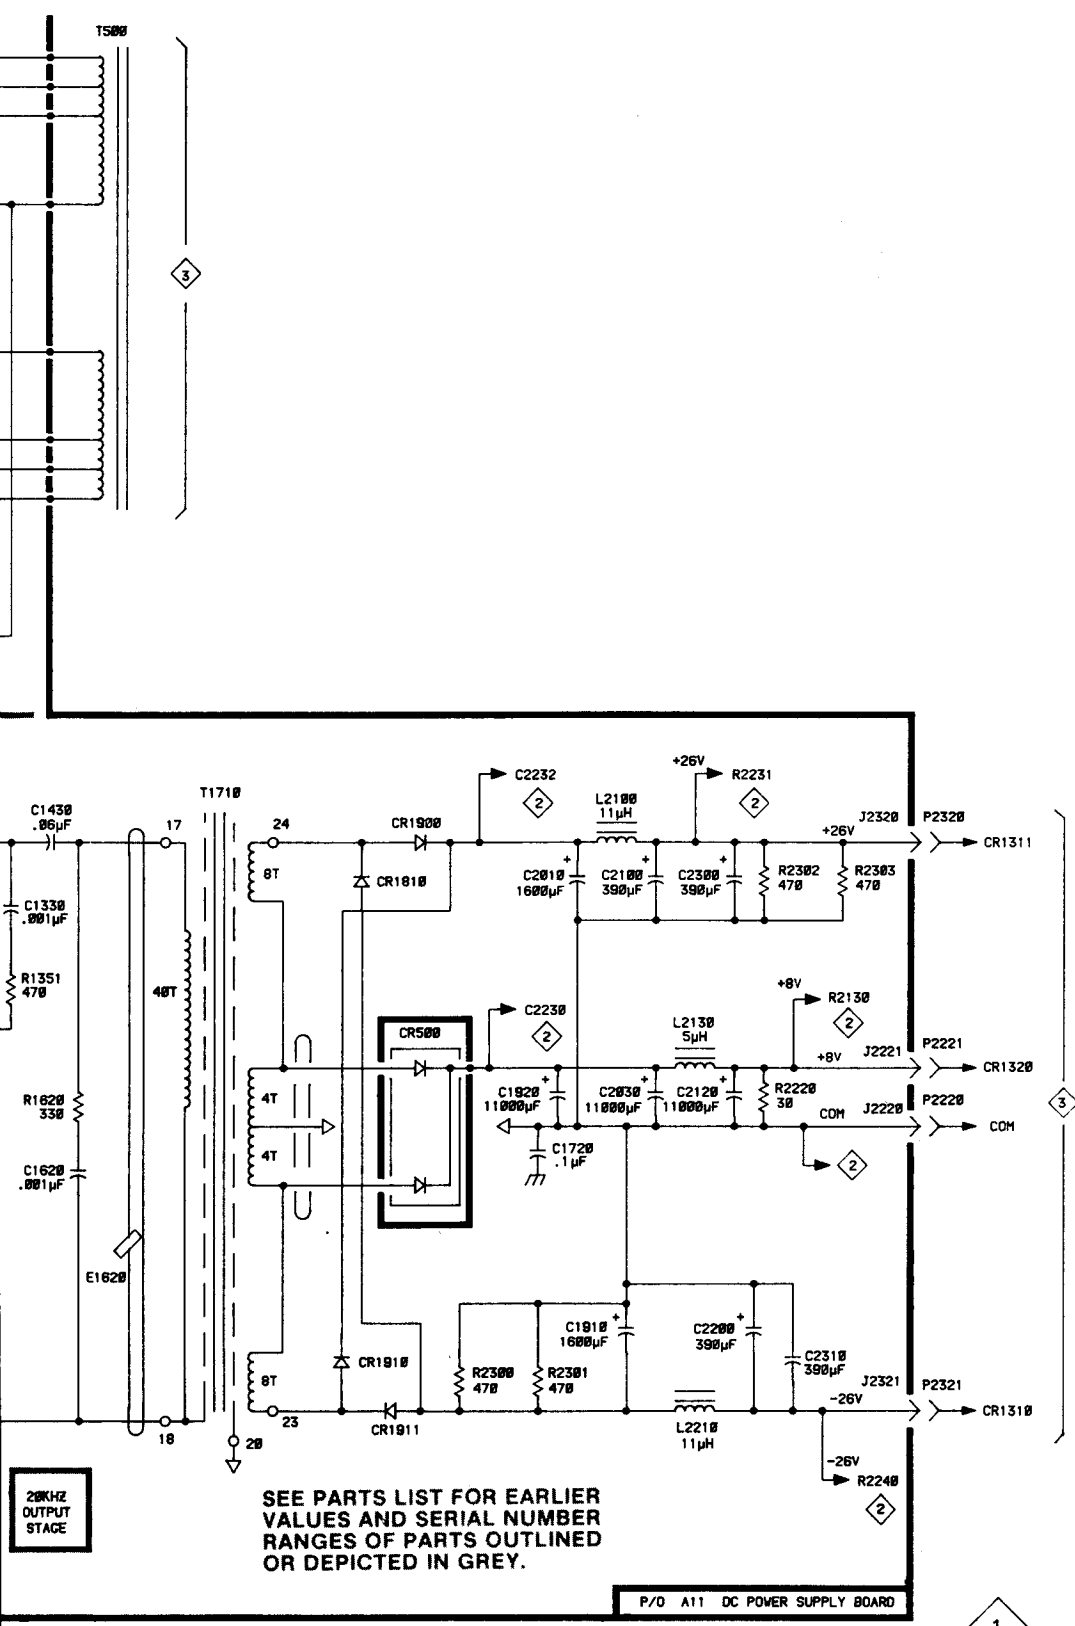 T500
3
C2232
2
+26V
R2231
2
T1710
C1430
.06µF
17
24
CR1900
L2100
11µH
J2320
P2320
+26V
CR1311
8T
CR1810
+
C2010
1600µF
+
C2100
390µF
+
C2300
390µF
R2302
470
R2303
470
C1330
.001µF
R1351
470
40T
C2230
2
+8V
R2130
2
CR500
L2130
5µH
+8V
J2221
P2221
CR1320
4T
+
C1920
11000µF
+
C2030
11000µF
+
C2120
11000µF
R2220
30
R1620
330
COM
J2220
P2220
COM
3
4T
C1720
.1µF
2
C1620
.001µF
E1620
+
C1910
1600µF
+
C2200
390µF
C2310
390µF
CR1910
R2300
470
R2301
470
8T
J2321
P2321
-26V
CR1310
18
23
CR1911
L2210
11µH
20
-26V
R2240
2
20KHZ
OUTPUT
STAGE
SEE PARTS LIST FOR EARLIER
VALUES AND SERIAL NUMBER
RANGES OF PARTS OUTLINED
OR DEPICTED IN GREY.
P/O A11 DC POWER SUPPLY BOARD
1